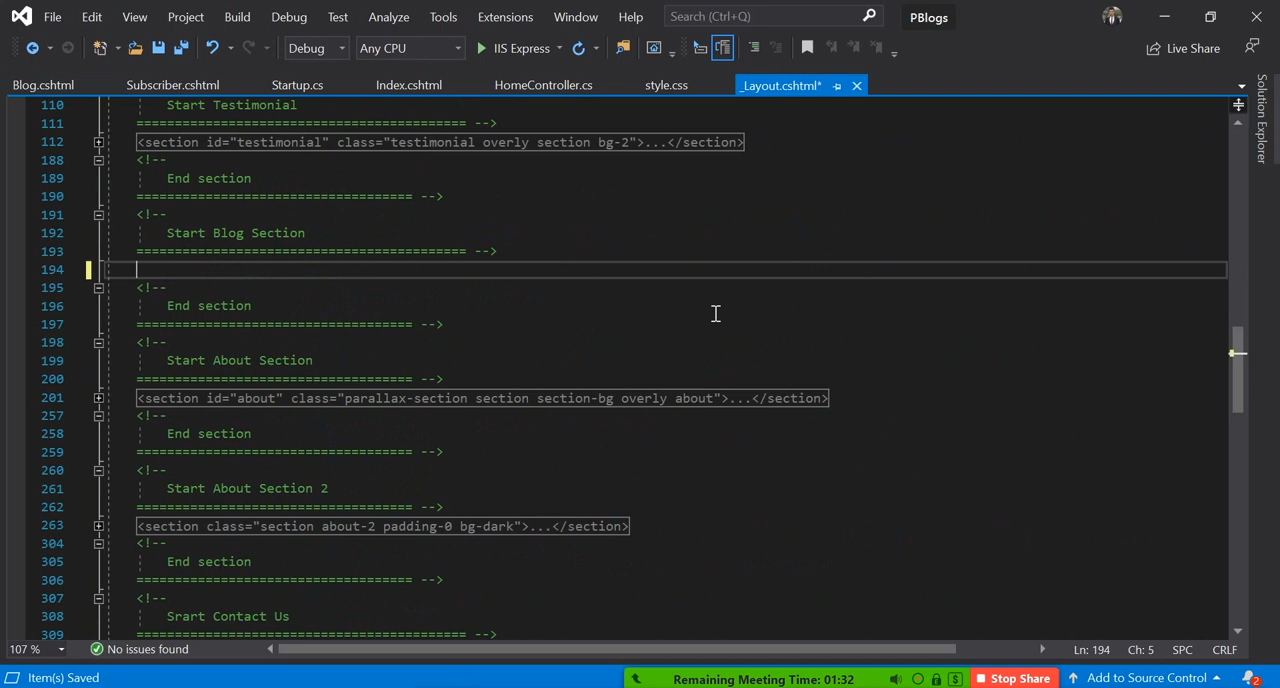 File Edit View Project Build Debug Test Analyze Tools Extensions Window Help Search (Ctrl+Q) PBlogs
Debug Any CPU IIS Express Live Share
Blog.cshtml Subscriber.cshtml Startup.cs Index.cshtml HomeController.cs style.css _Layout.cshtml*
Solution Explorer
110 Start Testimonial
111 =========================================== -->
112 <section id="testimonial" class="testimonial overly section bg-2">...</section>
188 <!--
189 End section
190 ==================================== -->
191 <!--
192 Start Blog Section
193 =========================================== -->
194
195 <!--
196 End section
197 ==================================== -->
198 <!--
199 Start About Section
200 ==================================== -->
201 <section id="about" class="parallax-section section section-bg overly about">...</section>
257 <!--
258 End section
259 ==================================== -->
260 <!--
261 Start About Section 2
262 ==================================== -->
263 <section class="section about-2 padding-0 bg-dark">...</section>
304 <!--
305 End section
306 ==================================== -->
307 <!--
308 Srart Contact Us
309 =========================================== -->
107 % No issues found Ln: 194 Ch: 5 SPC CRLF
Item(s) Saved Remaining Meeting Time: 01:32 $ Stop Share Add to Source Control 2